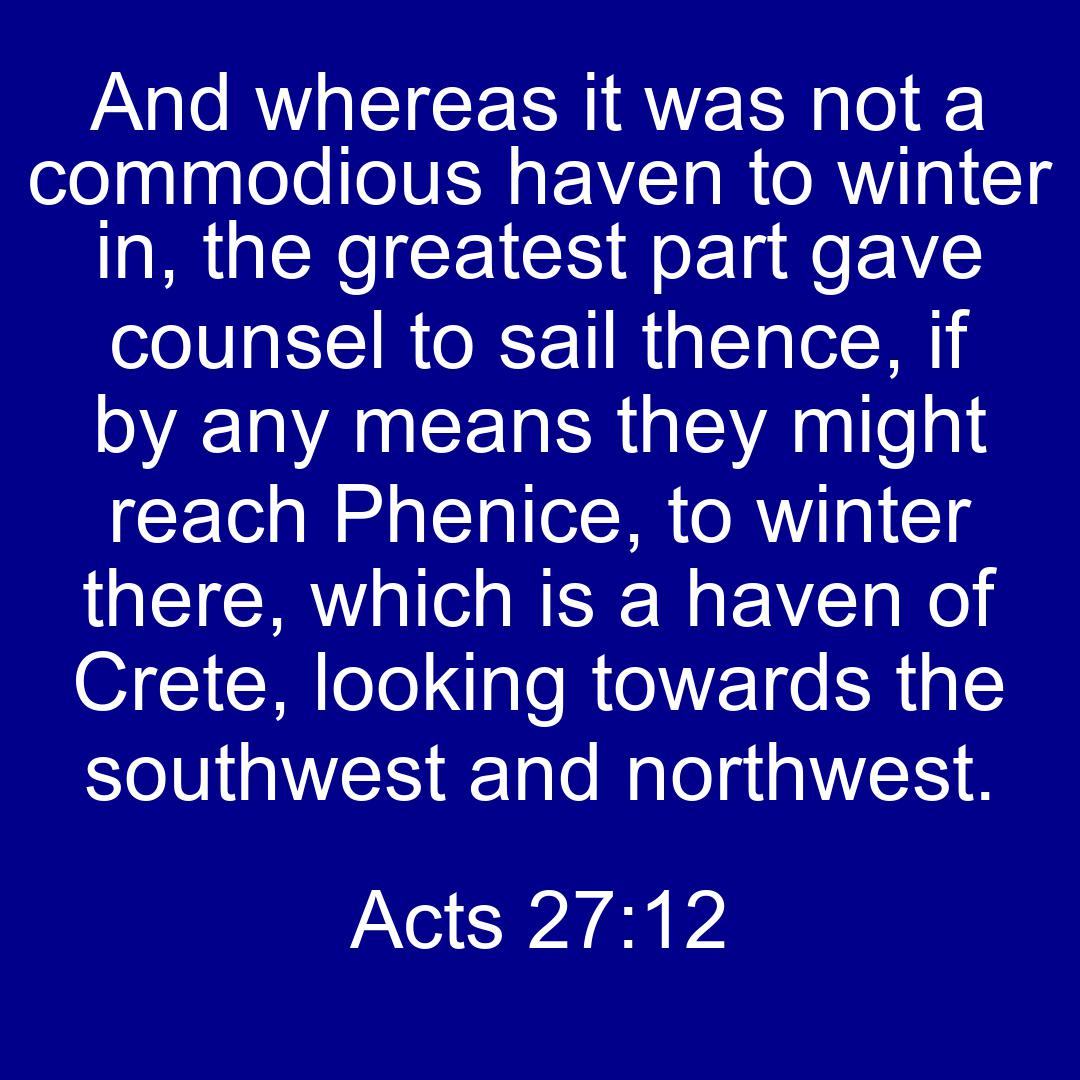 And whereas it was not a
commodious haven to winter
in, the greatest part gave
counsel to sail thence, if
by any means they might
reach Phenice, to winter
there, which is a haven of
Crete, looking towards the
southwest and northwest.
Acts 27:12